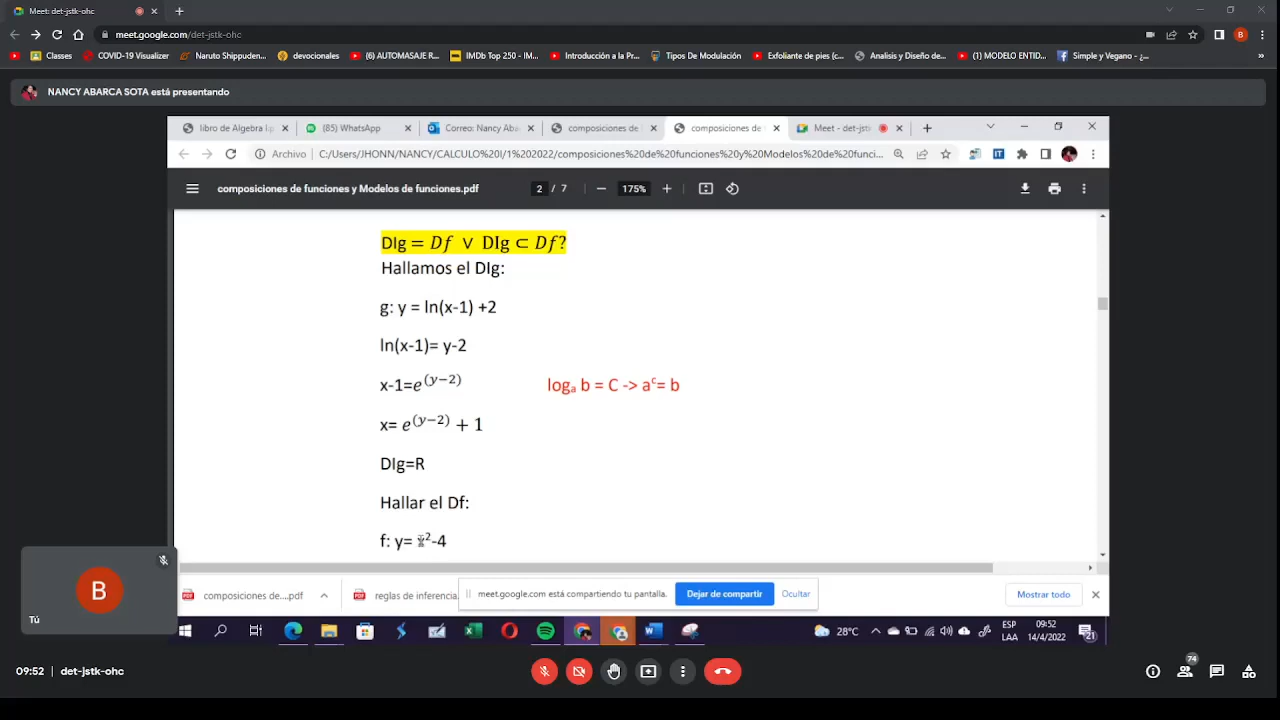 Meet: det-jstk-ohc
meet.google.com/det-jstk-ohc
Classes
COVID-19 Visualizer
Naruto Shippuden...
devocionales
(6) AUTOMASAJE R...
IMDb Top 250 - IM...
Introducción a la Pr...
Tipos De Modulación
Exfoliante de pies (c...
Analisis y Diseño de...
(1) MODELO ENTID...
Simple y Vegano - ¿...
»
NANCY ABARCA SOTA está presentando
libro de Algebra li
(85) WhatsApp
Correo: Nancy Aba
composiciones de
composiciones de
Meet - det-jst
Archivo
C:/Users/JHONN/NANCY/CALCULO%20I/1%202022/composiciones%20de%20funciones%20y%20Modelos%20de%20funci...
composiciones de funciones y Modelos de funciones.pdf
2 / 7
175%
DIg = Df ∨ DIg ⊂ Df?
Hallamos el DIg:
g: y = ln(x-1) +2
ln(x-1)= y-2
x-1=e^(y−2)
logₐ b = C -> aᶜ= b
x= e^(y−2) + 1
DIg=R
Hallar el Df:
f: y= x²-4
B
Tú
composiciones de....pdf
reglas de inferencia.
meet.google.com está compartiendo tu pantalla.
Dejar de compartir
Ocultar
Mostrar todo
28°C
ESP
LAA
09:52
14/4/2022
21
09:52 | det-jstk-ohc
74